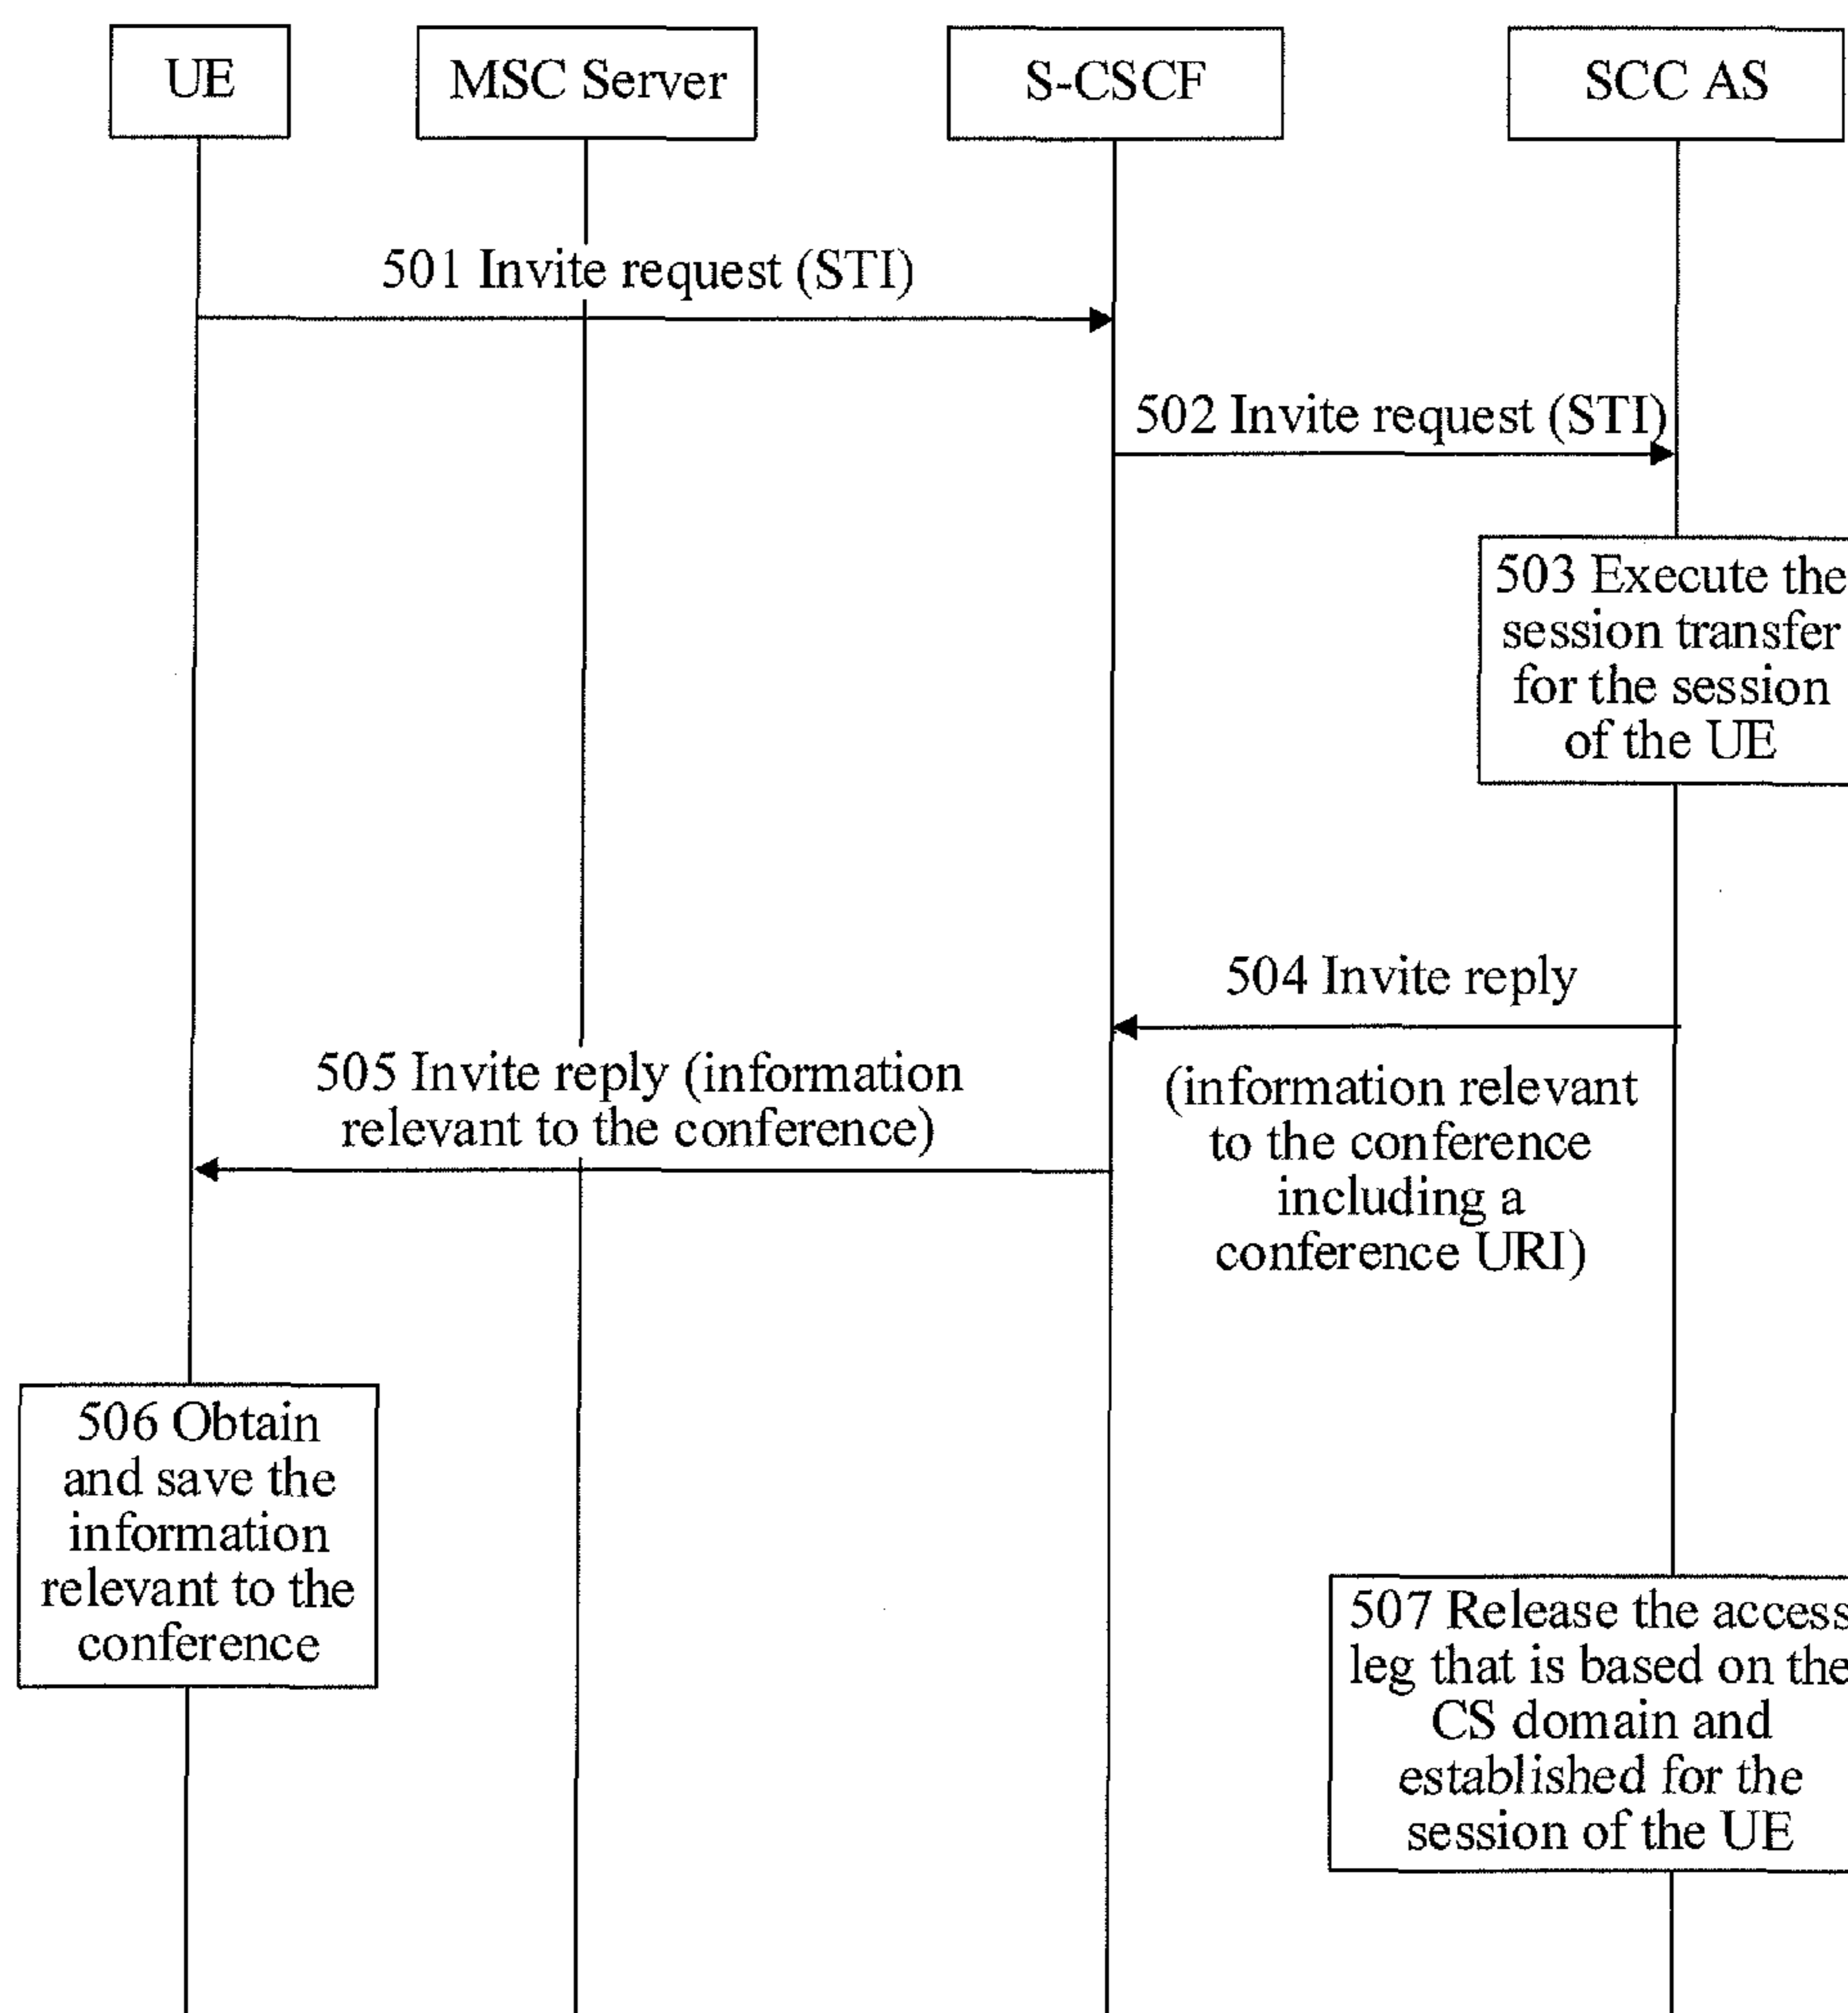 UE
MSC Server
S-CSCF
SCC AS
501 Invite request (STI)
502 Invite request (STI)
503 Execute the
session transfer
for the session
of the UE
504 Invite reply
(information relevant
to the conference
including a
conference URI)
505 Invite reply (information
relevant to the conference)
506 Obtain
and save the
information
relevant to the
conference
507 Release the access
leg that is based on the
CS domain and
established for the
session of the UE